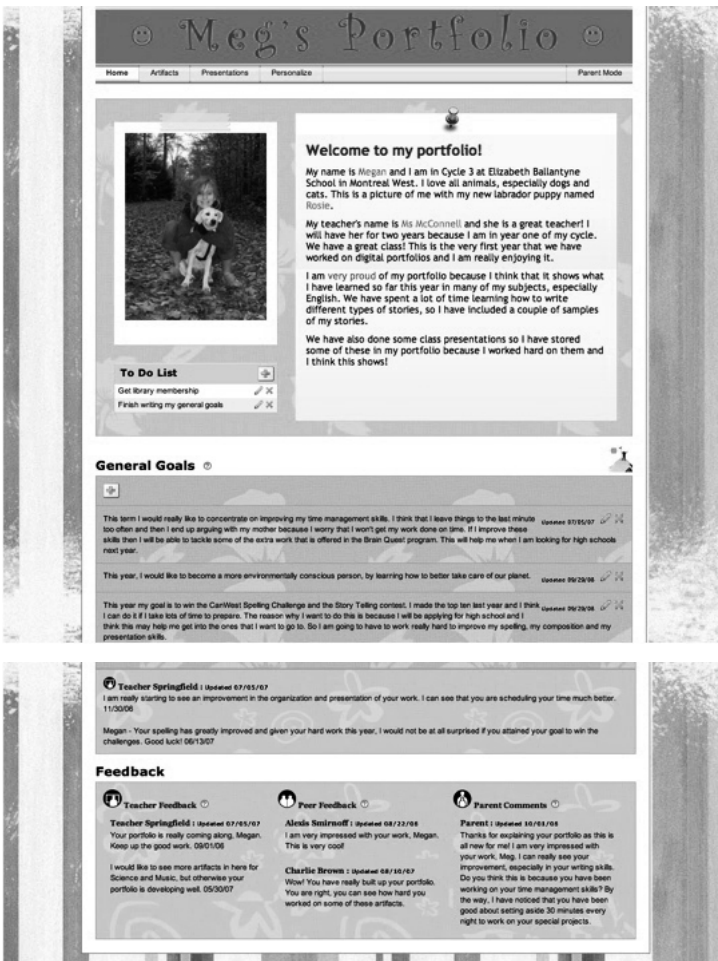 Meg's Portfolio
Home Artifacts Presentations Personalize Parent Mode
Welcome to my portfolio!
My name is Megan and I am in Cycle 3 at Elizabeth Ballantyne
School in Montreal West. I love all animals, especially dogs and
cats. This is a picture of me with my new labrador puppy named
Rosie.
My teacher's name is Ms McConnell and she is a great teacher! I
will have her for two years because I am in year one of my cycle.
We have a great class! This is the very first year that we have
worked on digital portfolios and I am really enjoying it.
I am very proud of my portfolio because I think that it shows what
I have learned so far this year in many of my subjects, especially
English. We have spent a lot of time learning how to write
different types of stories, so I have included a couple of samples
of my stories.
We have also done some class presentations so I have stored
some of these in my portfolio because I worked hard on them and
I think this shows!
To Do List
Get library membership
Finish writing my general goals
General Goals
This term I would really like to concentrate on improving my time management skills. I think that I leave things to the last minute
too often and then I end up arguing with my mother because I worry that I won't get my work done on time. If I improve these
skills then I will be able to tackle some of the extra work that is offered in the Brain Quest program. This will help me when I am looking for high schools
next year.
Updated 07/05/07
This year, I would like to become a more environmentally conscious person, by learning how to better take care of our planet.
Updated 09/29/06
This year my goal is to win the CanWest Spelling Challenge and the Story Telling contest. I made the top ten last year and I think
I can do it if I take lots of time to prepare. The reason why I want to do this is because I will be applying for high school and I
think this may help me get into the ones that I want to go to. So I am going to have to work really hard to improve my spelling, my composition and my
presentation skills.
Updated 09/29/06
Teacher Springfield : Updated 07/05/07
I am really starting to see an improvement in the organization and presentation of your work. I can see that you are scheduling your time much better.
11/30/06
Megan - Your spelling has greatly improved and given your hard work this year, I would not be at all surprised if you attained your goal to win the
challenges. Good luck! 06/13/07
Feedback
Teacher Feedback
Teacher Springfield : Updated 07/05/07
Your portfolio is really coming along, Megan.
Keep up the good work. 09/01/06
I would like to see more artifacts in here for
Science and Music, but otherwise your
portfolio is developing well. 05/30/07
Peer Feedback
Alexis Smirnoff : Updated 08/22/06
I am very impressed with your work, Megan.
This is very cool!
Charlie Brown : Updated 08/10/07
Wow! You have really built up your portfolio.
You are right, you can see how hard you
worked on some of these artifacts.
Parent Comments
Parent : Updated 10/03/06
Thanks for explaining your portfolio as this is
all new for me! I am very impressed with
your work, Meg. I can really see your
improvement, especially in your writing skills.
Do you think this is because you have been
working on your time management skills? By
the way, I have noticed that you have been
good about setting aside 30 minutes every
night to work on your special projects.